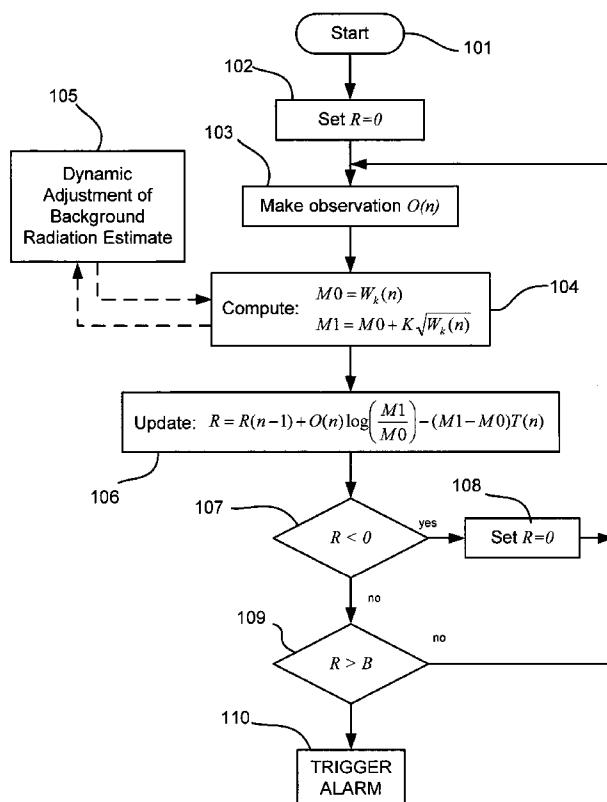 Start
101
102
Set R=0
105
103
Dynamic
Adjustment of
Background
Radiation Estimate
Make observation O(n)
Compute:
M0 = W_k(n)
M1 = M0 + K√W_k(n)
104
Update: R = R(n−1) + O(n) log(M1/M0) − (M1 − M0)T(n)
106
107
R < 0
yes
108
Set R=0
no
109
R > B
no
110
TRIGGER
ALARM